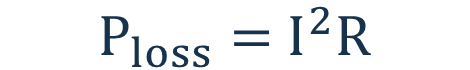 P_loss = I²R